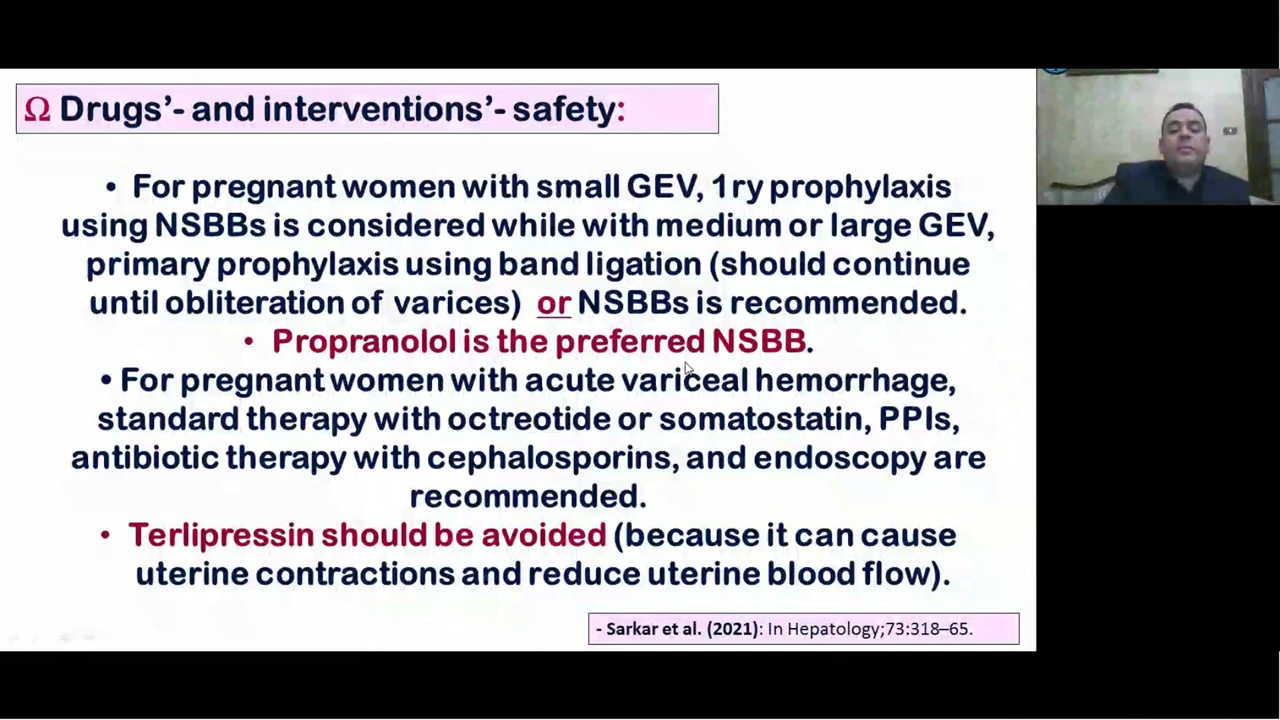 Ω Drugs’- and interventions’- safety:
• For pregnant women with small GEV, 1ry prophylaxis
using NSBBs is considered while with medium or large GEV,
primary prophylaxis using band ligation (should continue
until obliteration of varices) or NSBBs is recommended.
• Propranolol is the preferred NSBB.
• For pregnant women with acute variceal hemorrhage,
standard therapy with octreotide or somatostatin, PPIs,
antibiotic therapy with cephalosporins, and endoscopy are
recommended.
• Terlipressin should be avoided (because it can cause
uterine contractions and reduce uterine blood flow).
- Sarkar et al. (2021): In Hepatology;73:318–65.